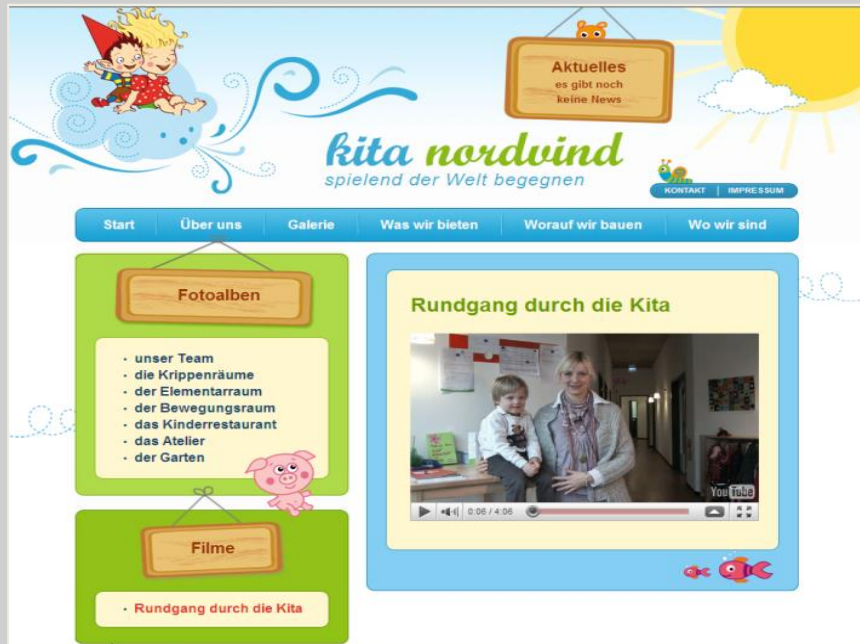 Aktuelles
es gibt noch
keine News
kita nordvind
spielend der Welt begegnen
KONTAKT | IMPRESSUM
Start
Über uns
Galerie
Was wir bieten
Worauf wir bauen
Wo wir sind
Fotoalben
· unser Team
· die Krippenräume
· der Elementarraum
· der Bewegungsraum
· das Kinderrestaurant
· das Atelier
· der Garten
Filme
· Rundgang durch die Kita
Rundgang durch die Kita
YouTube
0:06 / 4:06